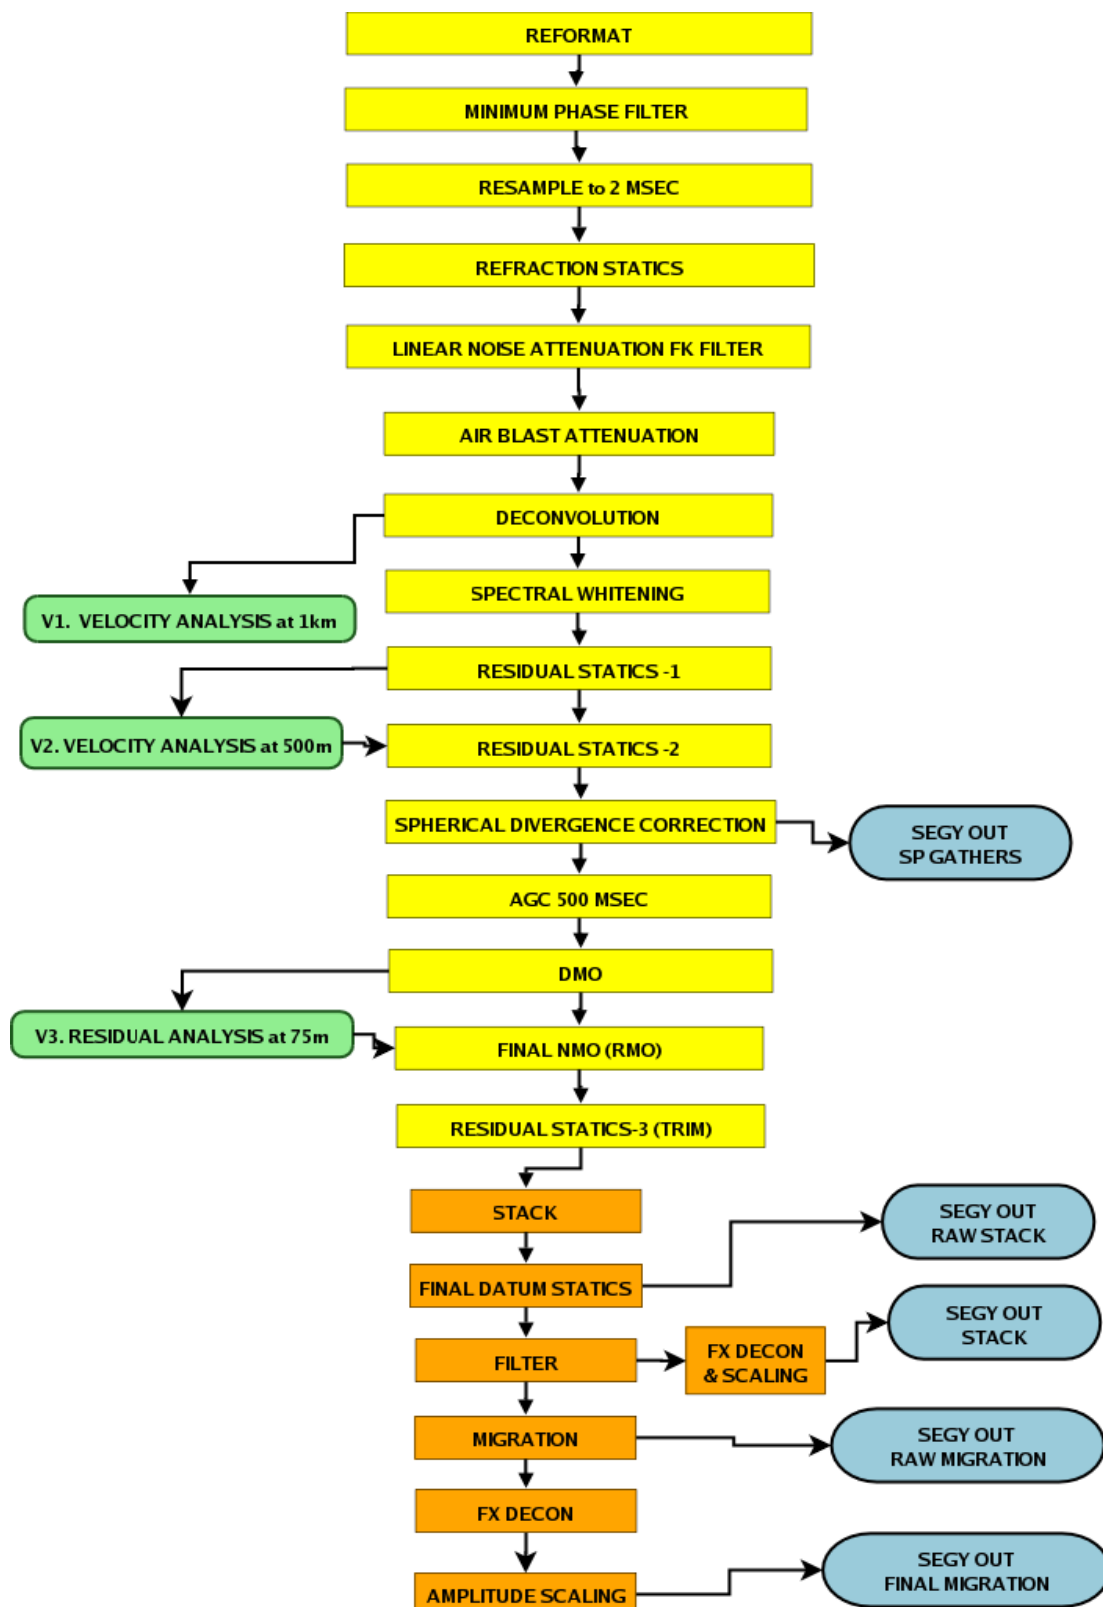 REFORMAT
MINIMUM PHASE FILTER
RESAMPLE to 2 MSEC
REFRACTION STATICS
LINEAR NOISE ATTENUATION FK FILTER
AIR BLAST ATTENUATION
DECONVOLUTION
SPECTRAL WHITENING
V1. VELOCITY ANALYSIS at 1km
RESIDUAL STATICS -1
V2. VELOCITY ANALYSIS at 500m
RESIDUAL STATICS -2
SPHERICAL DIVERGENCE CORRECTION
SEGY OUT
SP GATHERS
AGC 500 MSEC
DMO
V3. RESIDUAL ANALYSIS at 75m
FINAL NMO (RMO)
RESIDUAL STATICS-3 (TRIM)
STACK
SEGY OUT
RAW STACK
FINAL DATUM STATICS
SEGY OUT
STACK
FILTER
FX DECON
& SCALING
MIGRATION
SEGY OUT
RAW MIGRATION
FX DECON
AMPLITUDE SCALING
SEGY OUT
FINAL MIGRATION